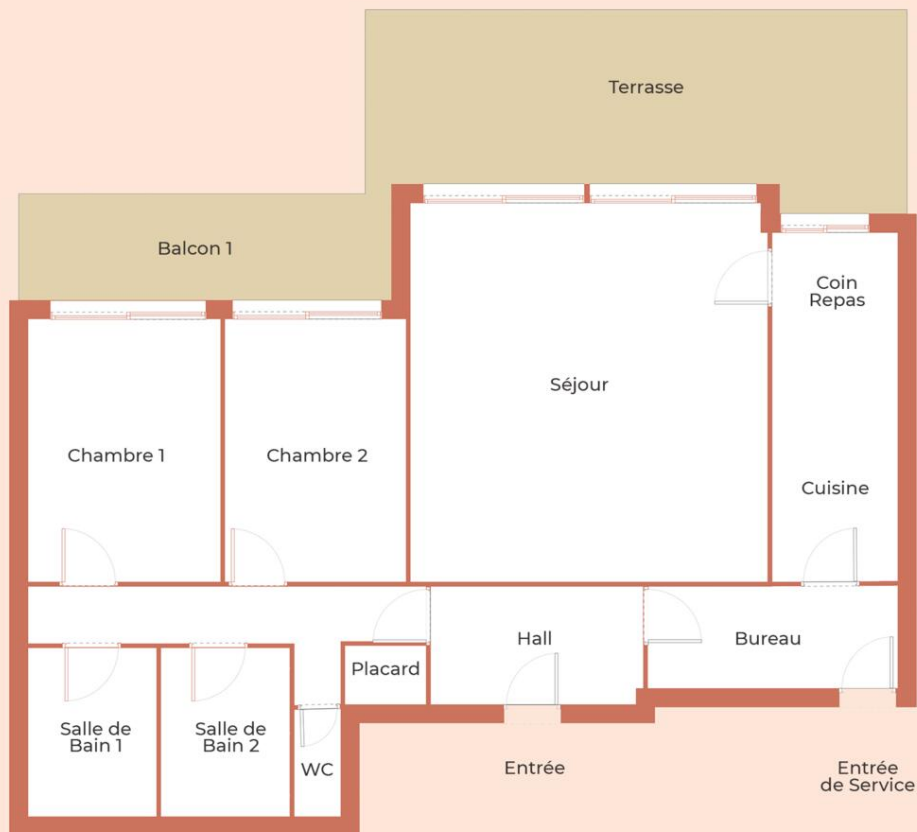 Terrasse
Balcon 1
Coin
Repas
Séjour
Chambre 1
Chambre 2
Cuisine
Hall
Bureau
Placard
Salle de
Bain 1
Salle de
Bain 2
WC
Entrée
Entrée
de Service